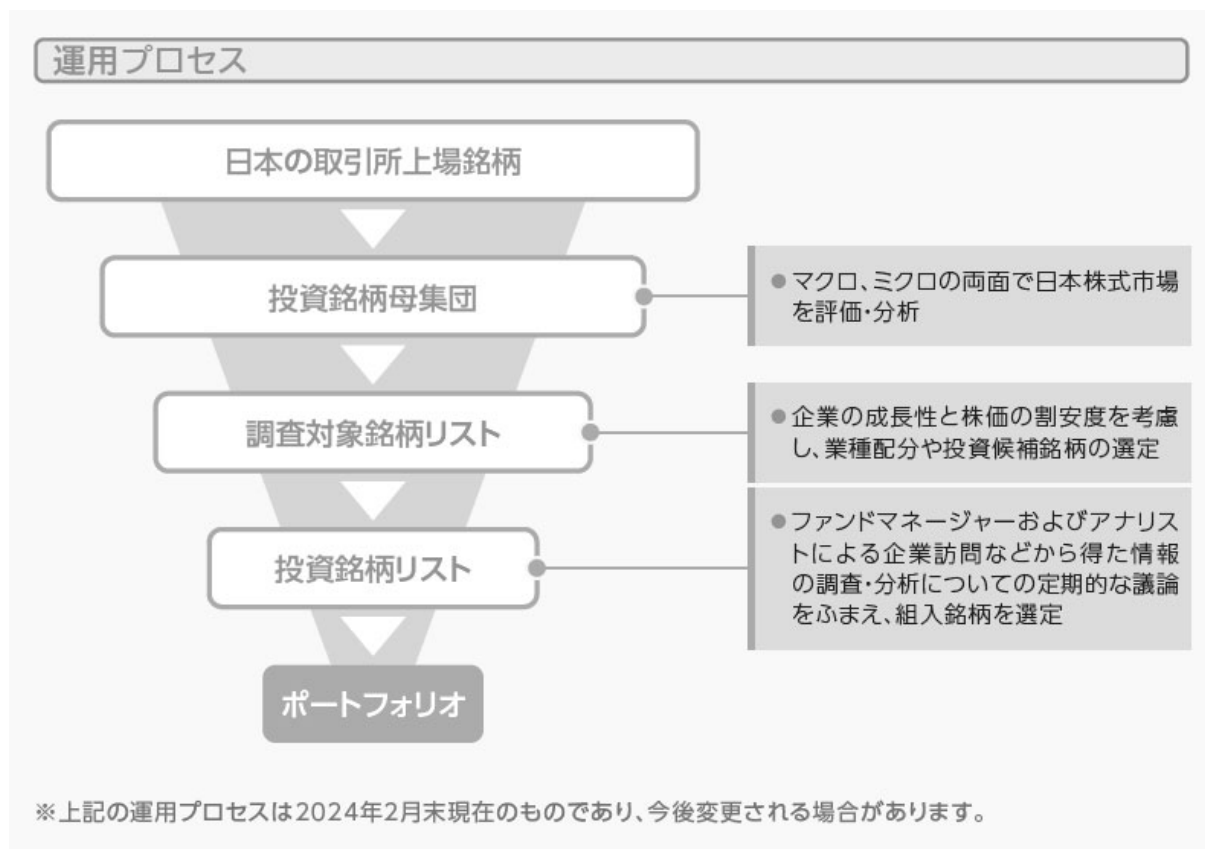 運用プロセス
日本の取引所上場銘柄
投資銘柄母集団
●マクロ、ミクロの両面で日本株式市場
を評価・分析
調査対象銘柄リスト
●企業の成長性と株価の割安度を考慮
し、業種配分や投資候補銘柄の選定
投資銘柄リスト
●ファンドマネージャーおよびアナリス
トによる企業訪問などから得た情報
の調査・分析についての定期的な議論
をふまえ、組入銘柄を選定
ポートフォリオ
※上記の運用プロセスは2024年2月末現在のものであり、今後変更される場合があります。